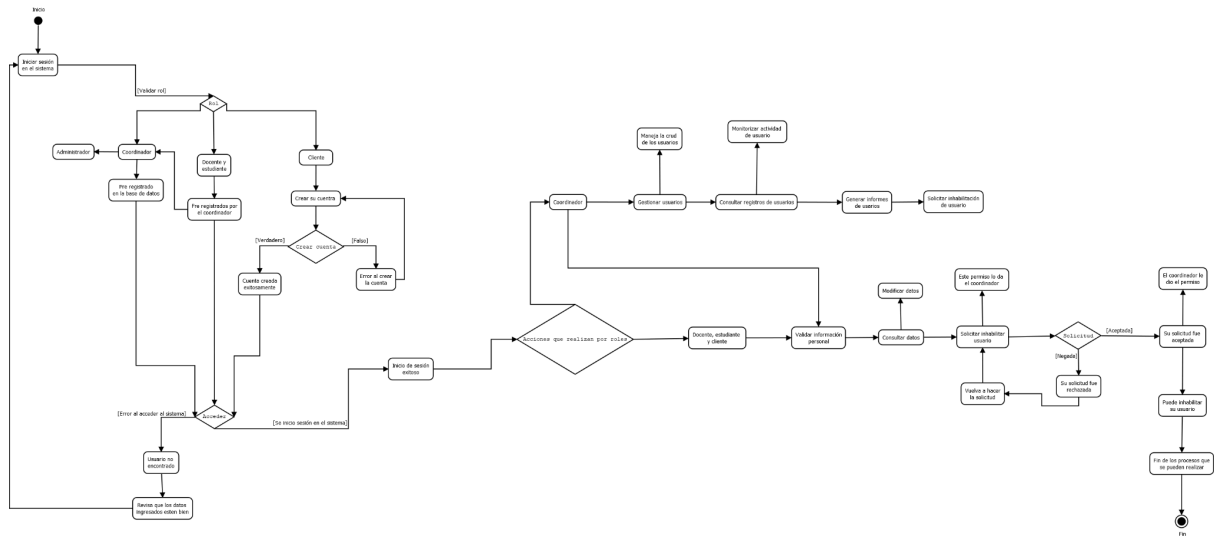 Inicio
Iniciar sesión
en el sistema
[Validar rol]
Rol
Administrador
Coordinador
Docente y
estudiante
Cliente
Pre registrado
en la base de datos
Pre registrados por
el coordinador
Crear su cuentra
[Verdadero]
Crear cuenta
[Falso]
Cuenta creada
exitosamente
Error al crear
la cuenta
[Error al acceder al sistema]
Acceder
[Se inicio sesión en el sistema]
Usuario no
encontrado
Revisa que los datos
ingresados esten bien
Inicio de sesión
exitoso
Acciones que realizan por roles
Coordinador
Maneja la crud
de los usuarios
Gestionar usuarios
Monitorizar actividad
de usuario
Consultar registros de usuarios
Generar informes
de usarios
Solicitar inhabilitación
de usuario
Docente, estudiante
y cliente
Validar información
personal
Modificar datos
Consultar datos
Este permiso lo da
el coordinador
Solicitar inhabilitar
usuario
Solicitud
[Aceptada]
[Negada]
Su solicitud fue
rechazada
Vuelva a hacer
la solicitud
El coordinador le
dio el permiso
Su solicitud fue
aceptada
Puede inhabilitar
su usuario
Fin de los procesos que
se pueden realizar
Fin